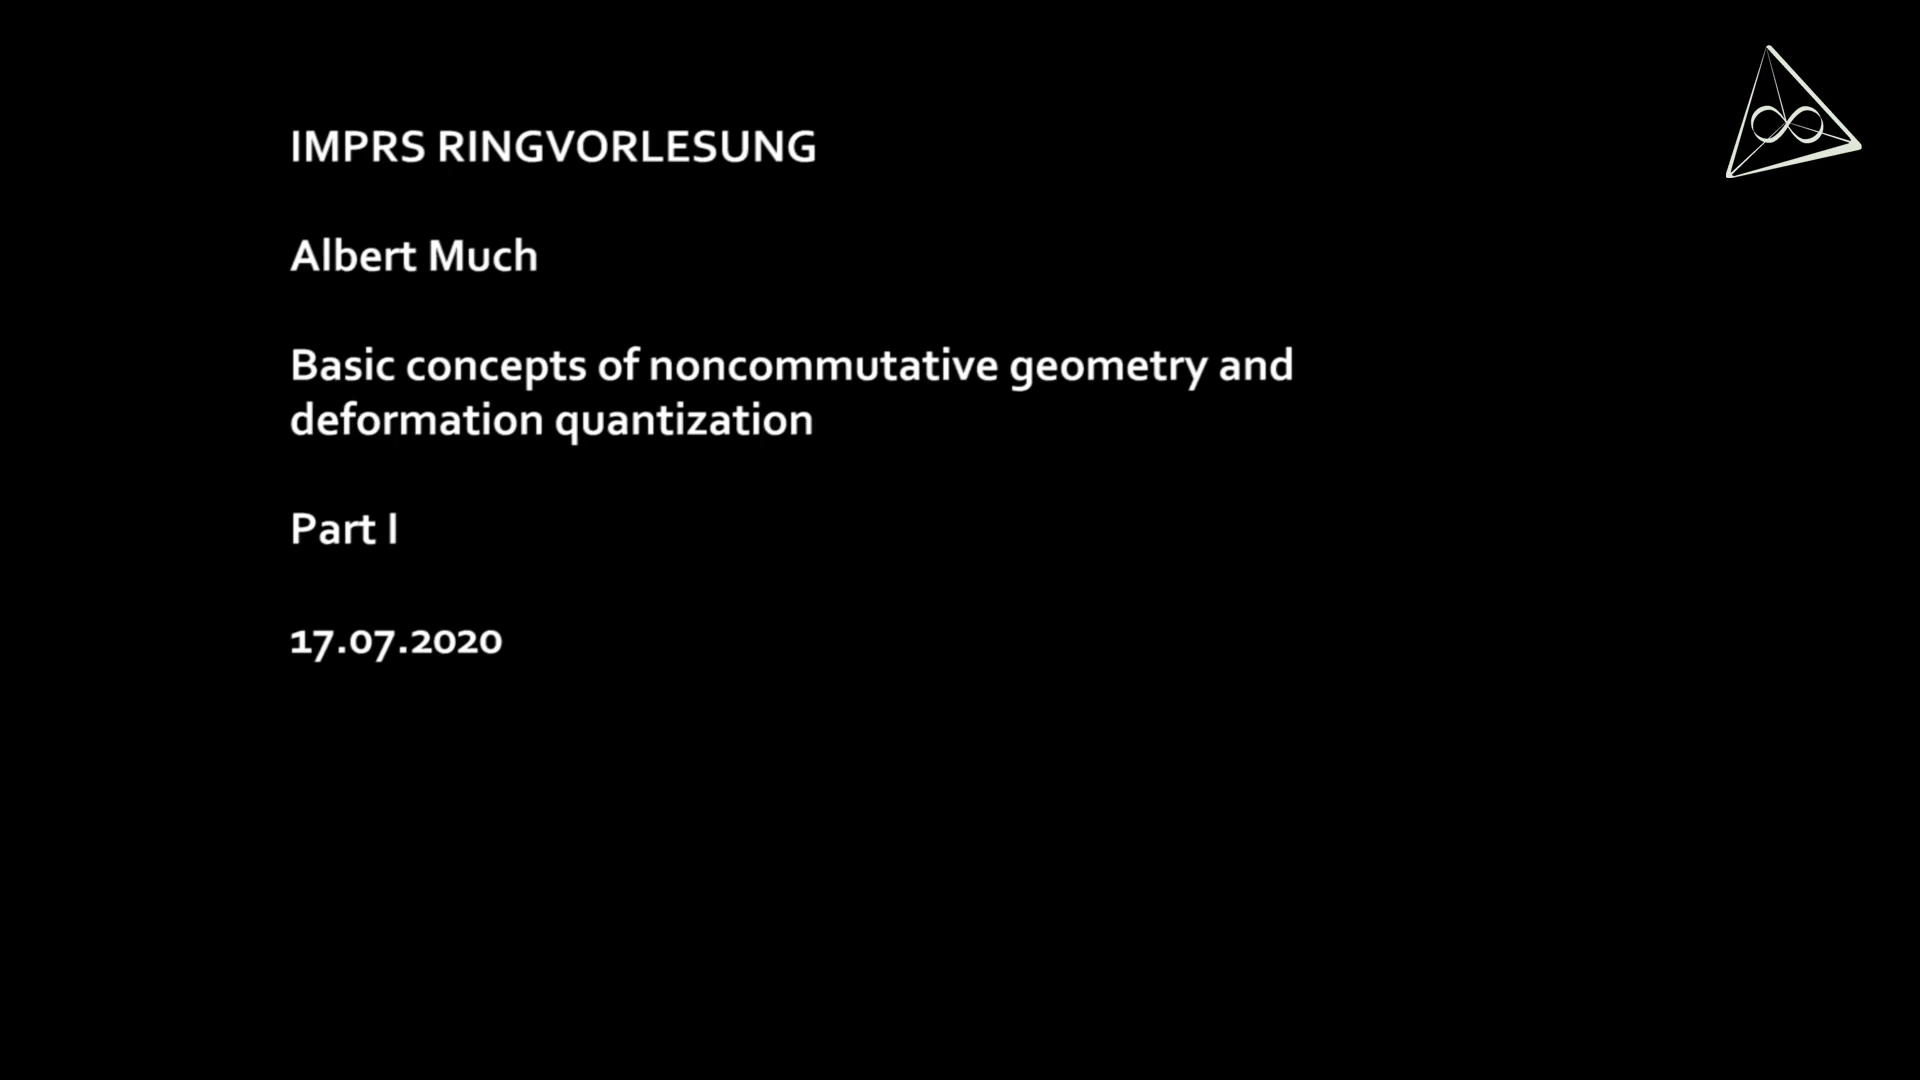 IMPRS RINGVORLESUNG
Albert Much
Basic concepts of noncommutative geometry and
deformation quantization
Part I
17.07.2020